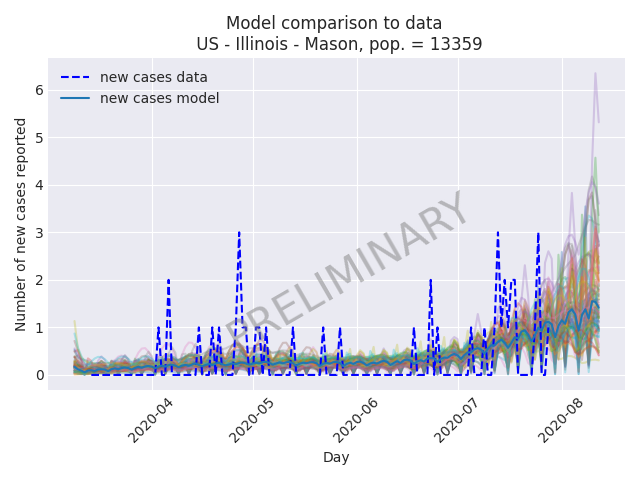 Model comparison to data
US - Illinois - Mason, pop. = 13359
new cases data
new cases model
Number of new cases reported
6
5
4
3
2
1
0
PRELIMINARY
2020-04
2020-05
2020-06
2020-07
2020-08
Day